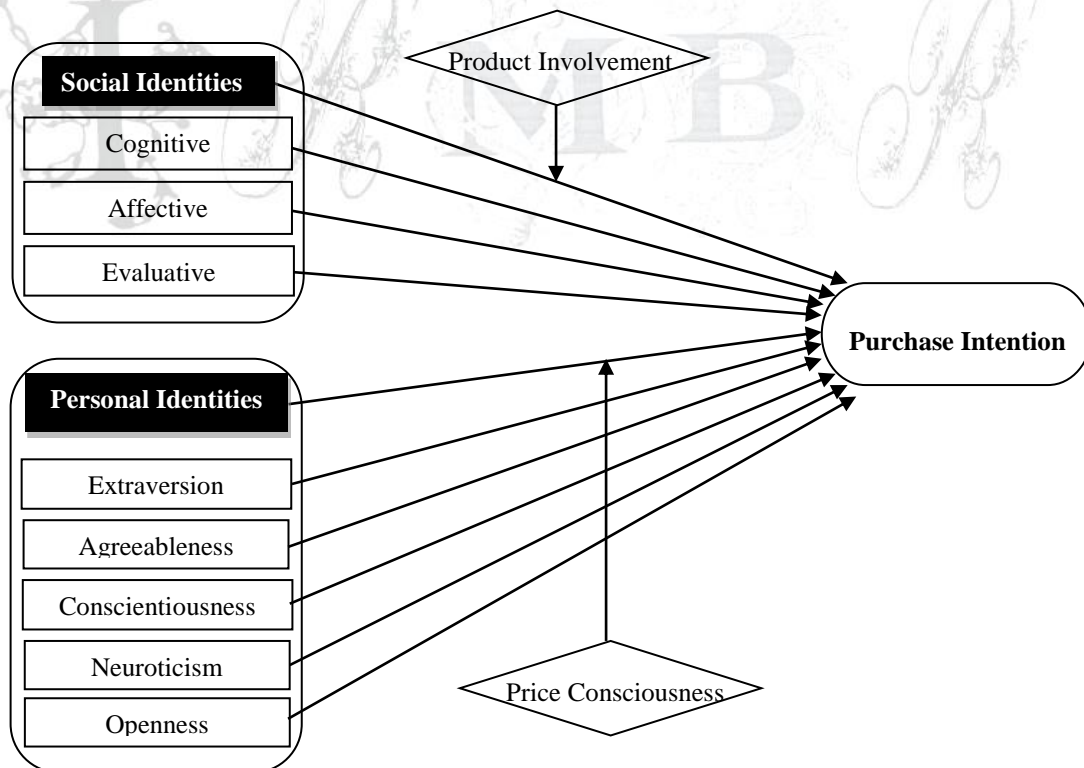 Product Involvement
Social Identities
Cognitive
Affective
Evaluative
Purchase Intention
Personal Identities
Extraversion
Agreeableness
Conscientiousness
Neuroticism
Openness
Price Consciousness
M B